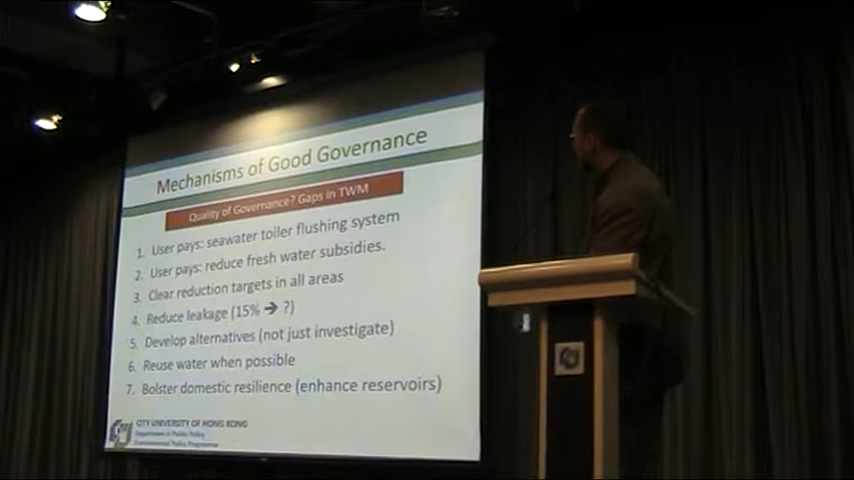 Mechanisms of Good Governance
Quality of Governance? Gaps in TWM
1. User pays: seawater toiler flushing system
2. User pays: reduce fresh water subsidies.
3. Clear reduction targets in all areas
4. Reduce leakage (15% ➔ ?)
5. Develop alternatives (not just investigate)
6. Reuse water when possible
7. Bolster domestic resilience (enhance reservoirs)
CITY UNIVERSITY OF HONG KONG
Department of Public Policy
Environmental Policy Programme